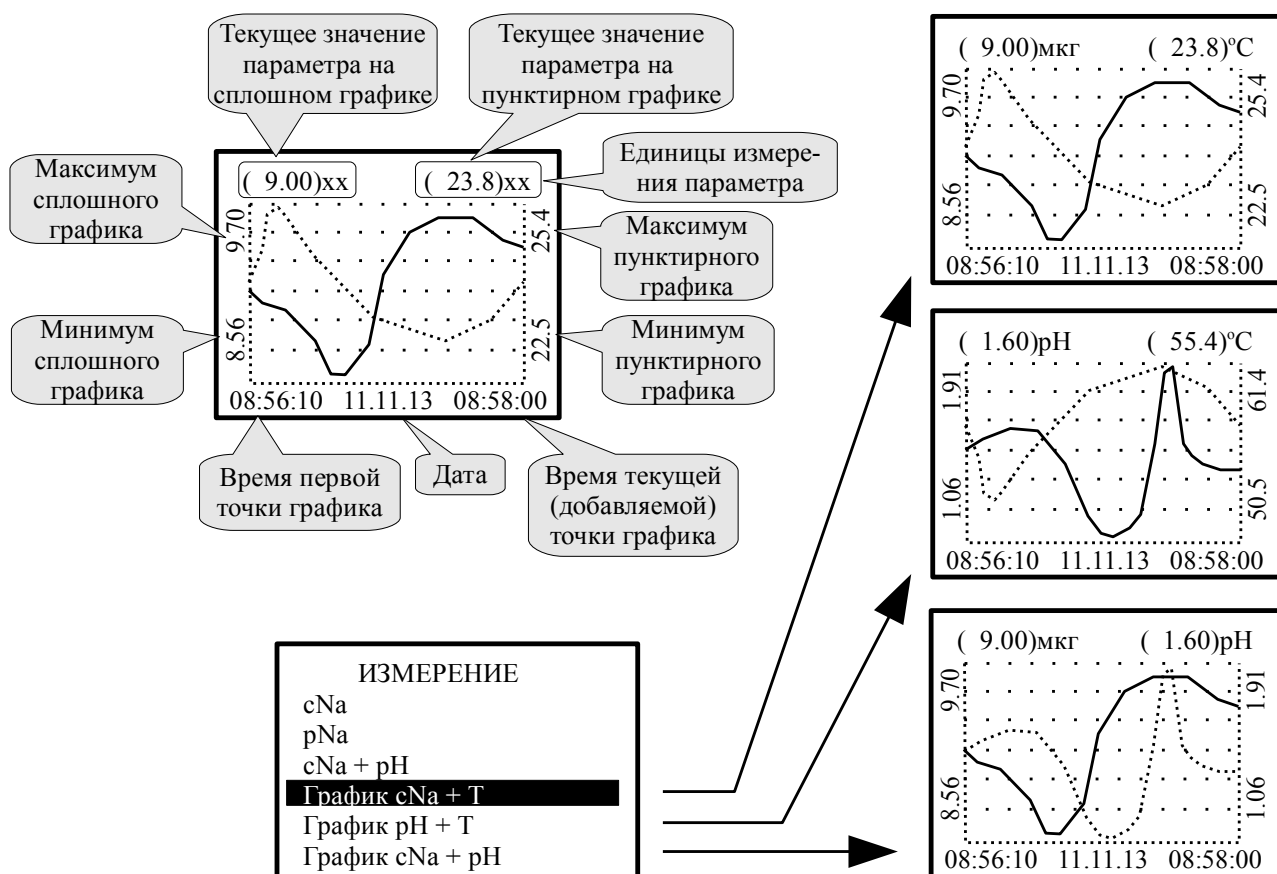 Текущее значение
параметра на
сплошном графике
Текущее значение
параметра на
пунктирном графике
Максимум
сплошного
графика
Минимум
сплошного
графика
( 9.00)xx ( 23.8)xx
9.70
8.56
25.4
22.5
08:56:10 11.11.13 08:58:00
Единицы измере-
ния параметра
Максимум
пунктирного
графика
Минимум
пунктирного
графика
Время первой
точки графика
Дата
Время текущей
(добавляемой)
точки графика
( 9.00)мкг ( 23.8)ºC
9.70
8.56
25.4
22.5
08:56:10 11.11.13 08:58:00
( 1.60)pH ( 55.4)ºC
1.91
1.06
61.4
50.5
08:56:10 11.11.13 08:58:00
( 9.00)мкг ( 1.60)pH
9.70
8.56
1.91
1.06
08:56:10 11.11.13 08:58:00
ИЗМЕРЕНИЕ
cNa
pNa
cNa + pH
График cNa + T
График pH + T
График cNa + pH